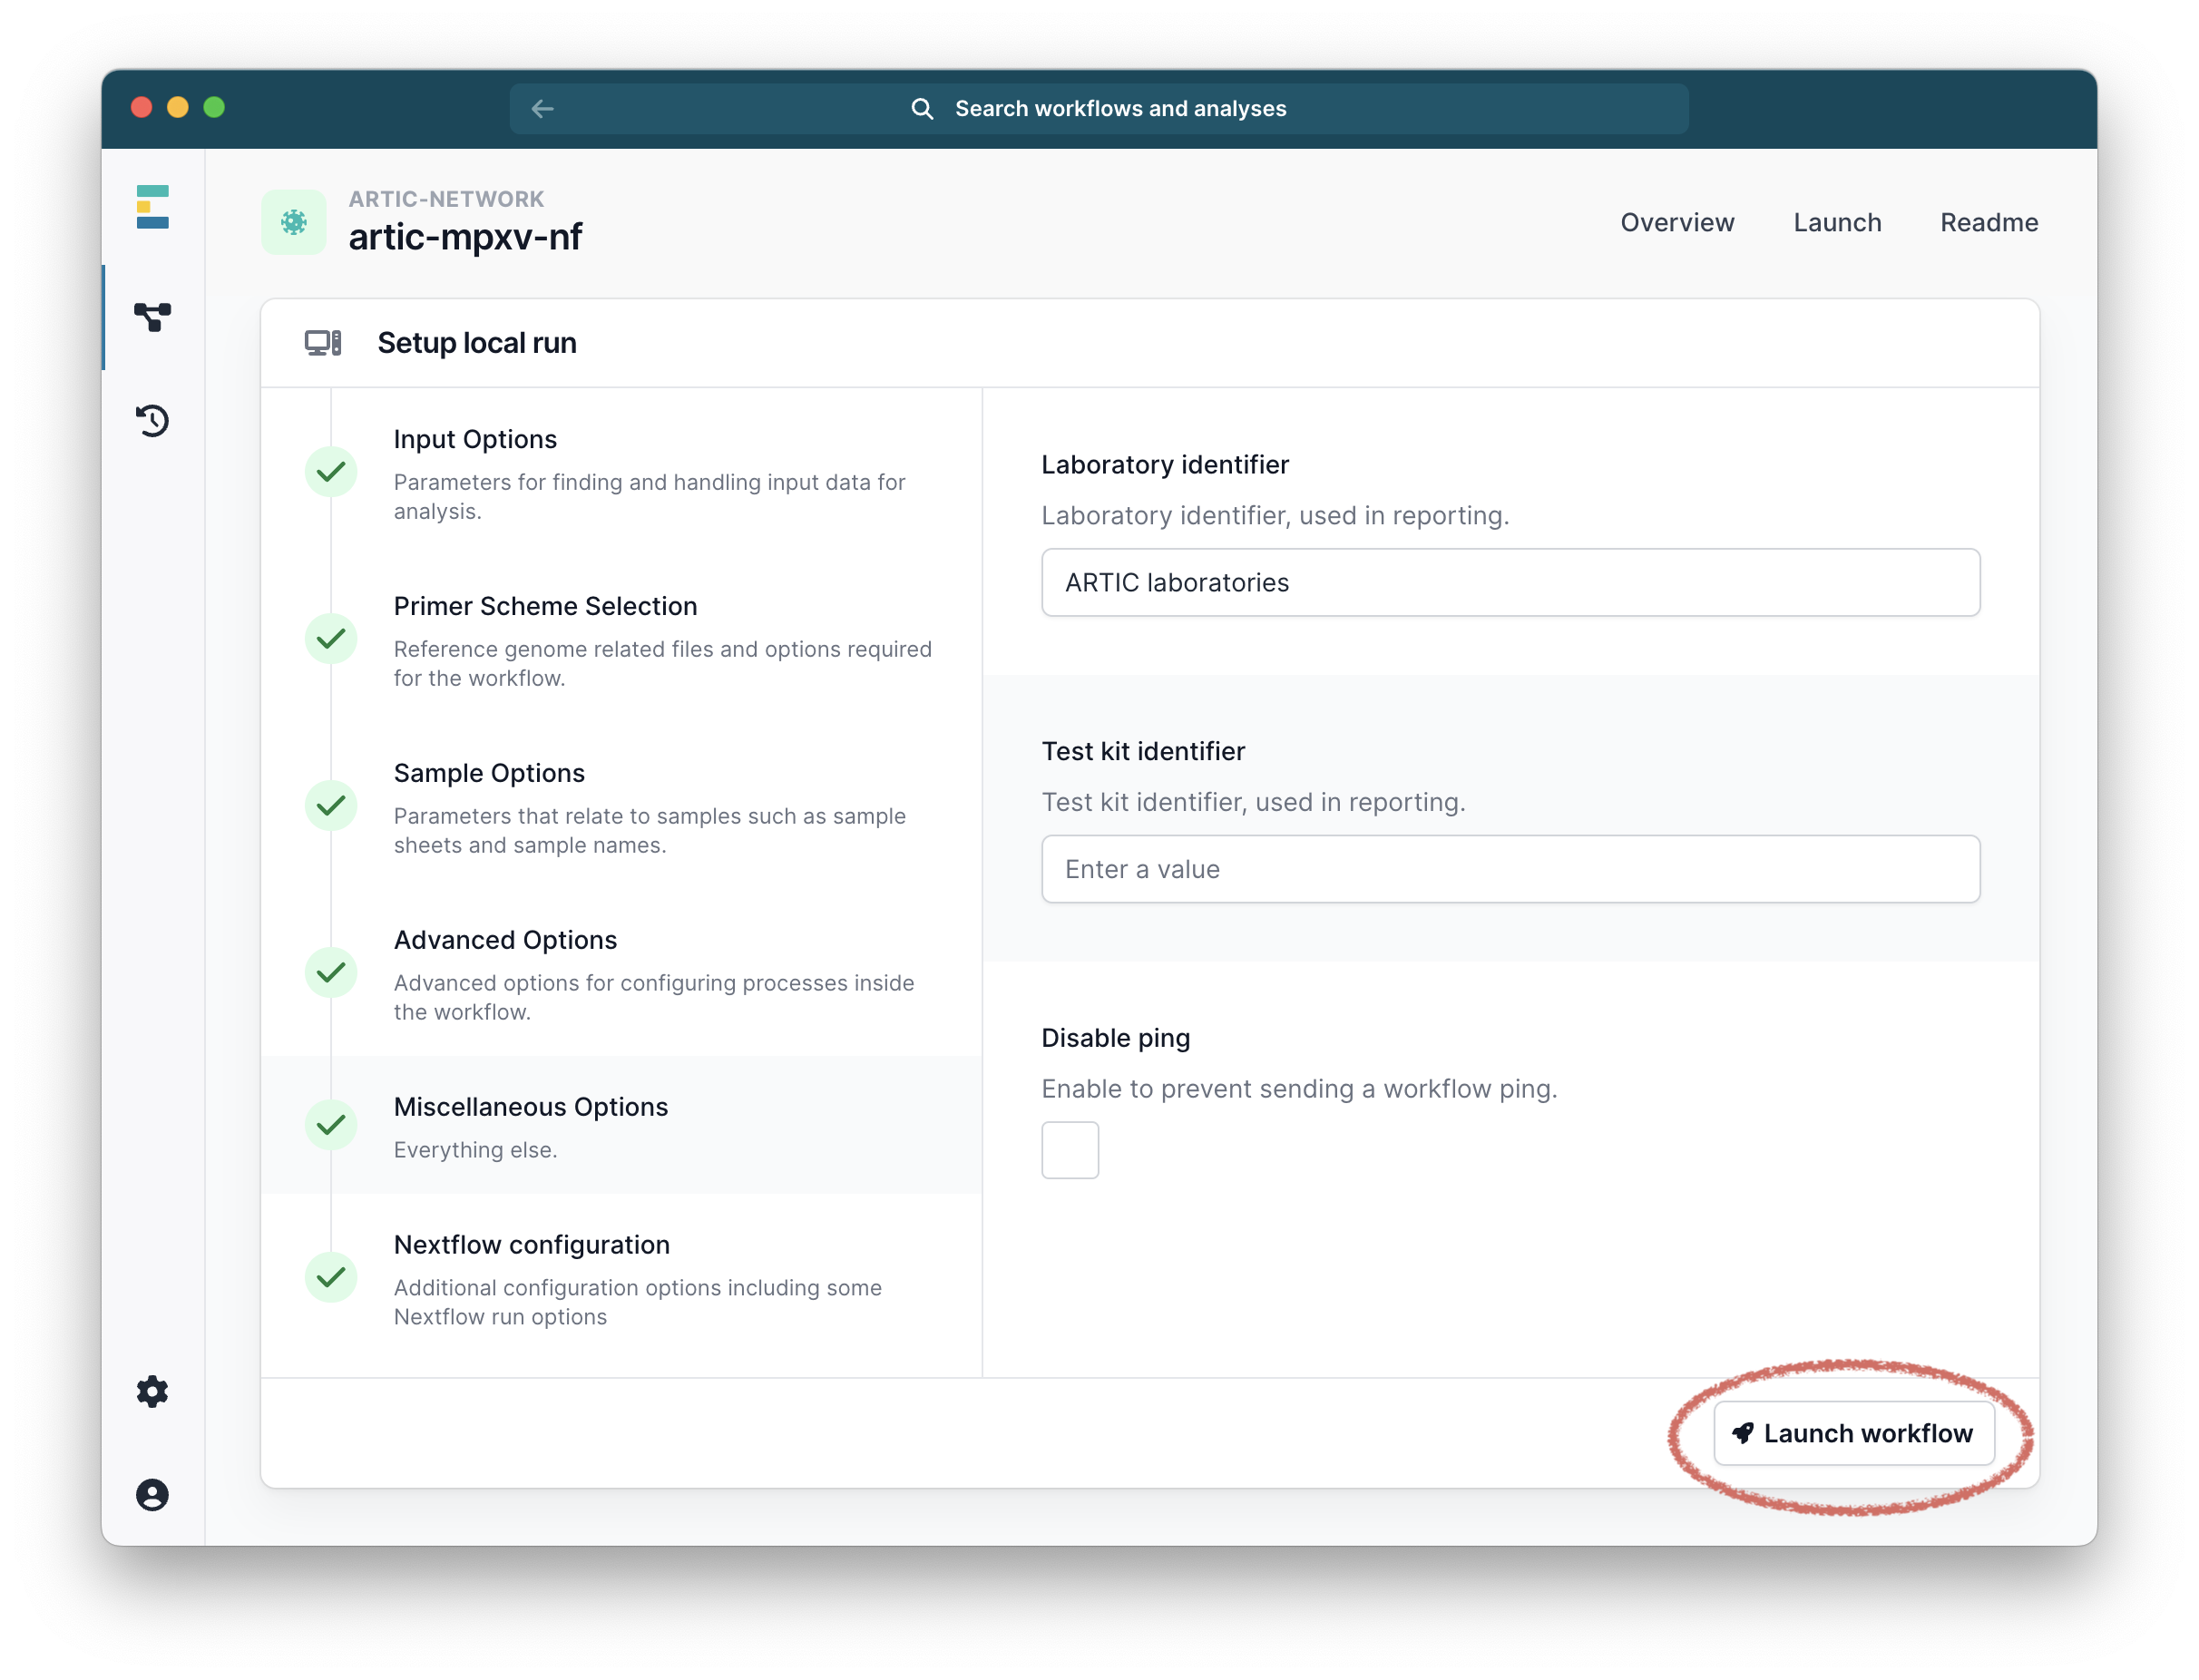 Search workflows and analyses
ARTIC-NETWORK
artic-mpxv-nf
Overview
Launch
Readme
Setup local run
Input Options
Parameters for finding and handling input data for
analysis.
Primer Scheme Selection
Reference genome related files and options required
for the workflow.
Sample Options
Parameters that relate to samples such as sample
sheets and sample names.
Advanced Options
Advanced options for configuring processes inside
the workflow.
Miscellaneous Options
Everything else.
Nextflow configuration
Additional configuration options including some
Nextflow run options
Laboratory identifier
Laboratory identifier, used in reporting.
ARTIC laboratories
Test kit identifier
Test kit identifier, used in reporting.
Enter a value
Disable ping
Enable to prevent sending a workflow ping.
Launch workflow